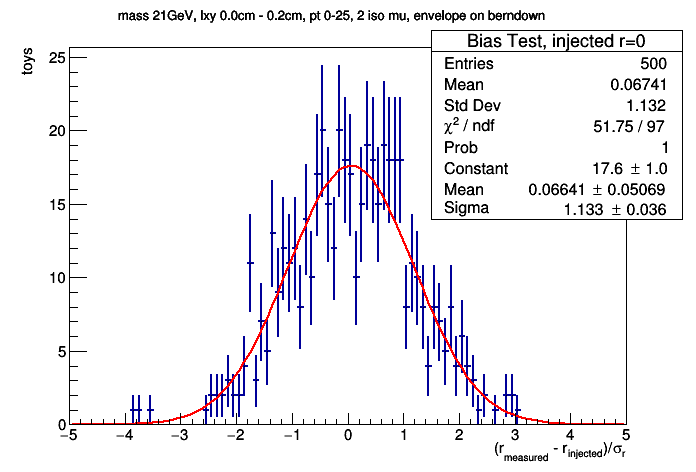 mass 21GeV, lxy 0.0cm - 0.2cm, pt 0-25, 2 iso mu, envelope on berndown
Bias Test, injected r=0
Entries 500
Mean 0.06741
Std Dev 1.132
χ² / ndf 51.75 / 97
Prob 1
Constant 17.6 ± 1.0
Mean 0.06641 ± 0.05069
Sigma 1.133 ± 0.036
toys
25
20
15
10
5
0
−5 −4 −3 −2 −1 0 1 2 3 4 5
(r_measured - r_injected)/σ_r